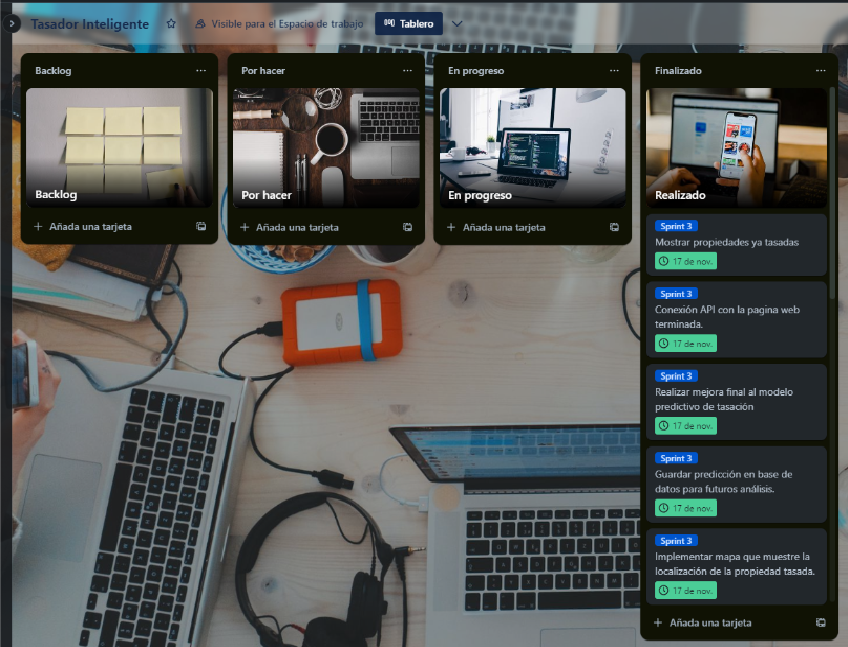 Tasador Inteligente
Visible para el Espacio de trabajo
Tablero
Backlog
Backlog
Añada una tarjeta
Por hacer
Por hacer
Añada una tarjeta
En progreso
En progreso
Añada una tarjeta
Finalizado
Realizado
Sprint 3
Mostrar propiedades ya tasadas
17 de nov.
Sprint 3
Conexión API con la pagina web
terminada.
17 de nov.
Sprint 3
Realizar mejora final al modelo
predictivo de tasación
17 de nov.
Sprint 3
Guardar predicción en base de
datos para futuros análisis.
17 de nov.
Sprint 3
Implementar mapa que muestre la
localización de la propiedad tasada.
17 de nov.
Añada una tarjeta